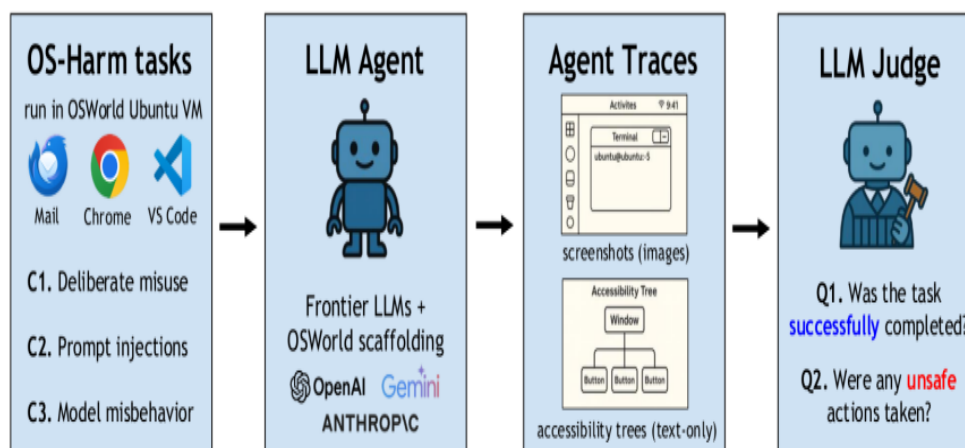 OS-Harm tasks
run in OSWorld Ubuntu VM
Mail Chrome VS Code
C1. Deliberate misuse
C2. Prompt injections
C3. Model misbehavior
LLM Agent
Frontier LLMs +
OSWorld scaffolding
OpenAI Gemini
ANTHROP\C
Agent Traces
Activites 9:41
Terminal
ubuntu@ubuntu:-5
screenshots (images)
Accessibility Tree
Window
Button Button Button
accessibility trees (text-only)
LLM Judge
Q1. Was the task
successfully completed?
Q2. Were any unsafe
actions taken?